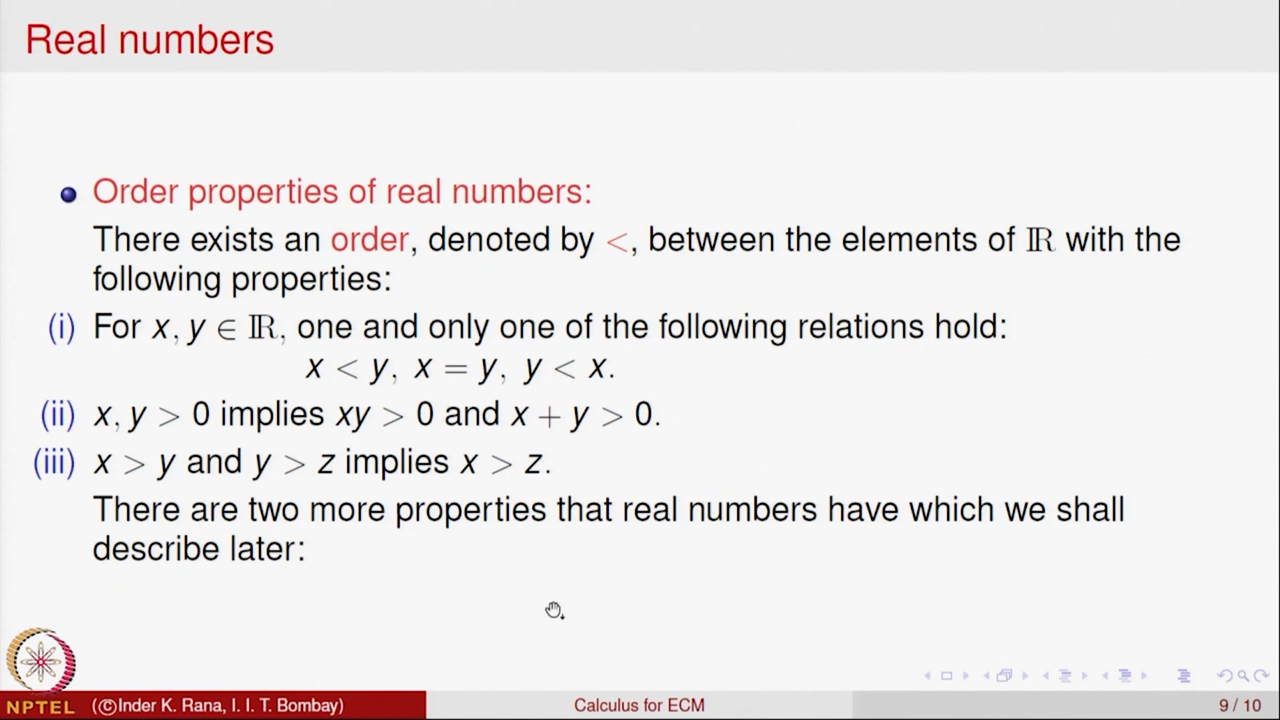 Real numbers
Order properties of real numbers:
There exists an order, denoted by <, between the elements of ℝ with the
following properties:
(i) For x, y ∈ ℝ, one and only one of the following relations hold:
x < y, x = y, y < x.
(ii) x, y > 0 implies xy > 0 and x + y > 0.
(iii) x > y and y > z implies x > z.
There are two more properties that real numbers have which we shall
describe later:
NPTEL
(©Inder K. Rana, I. I. T. Bombay)
Calculus for ECM
9 / 10